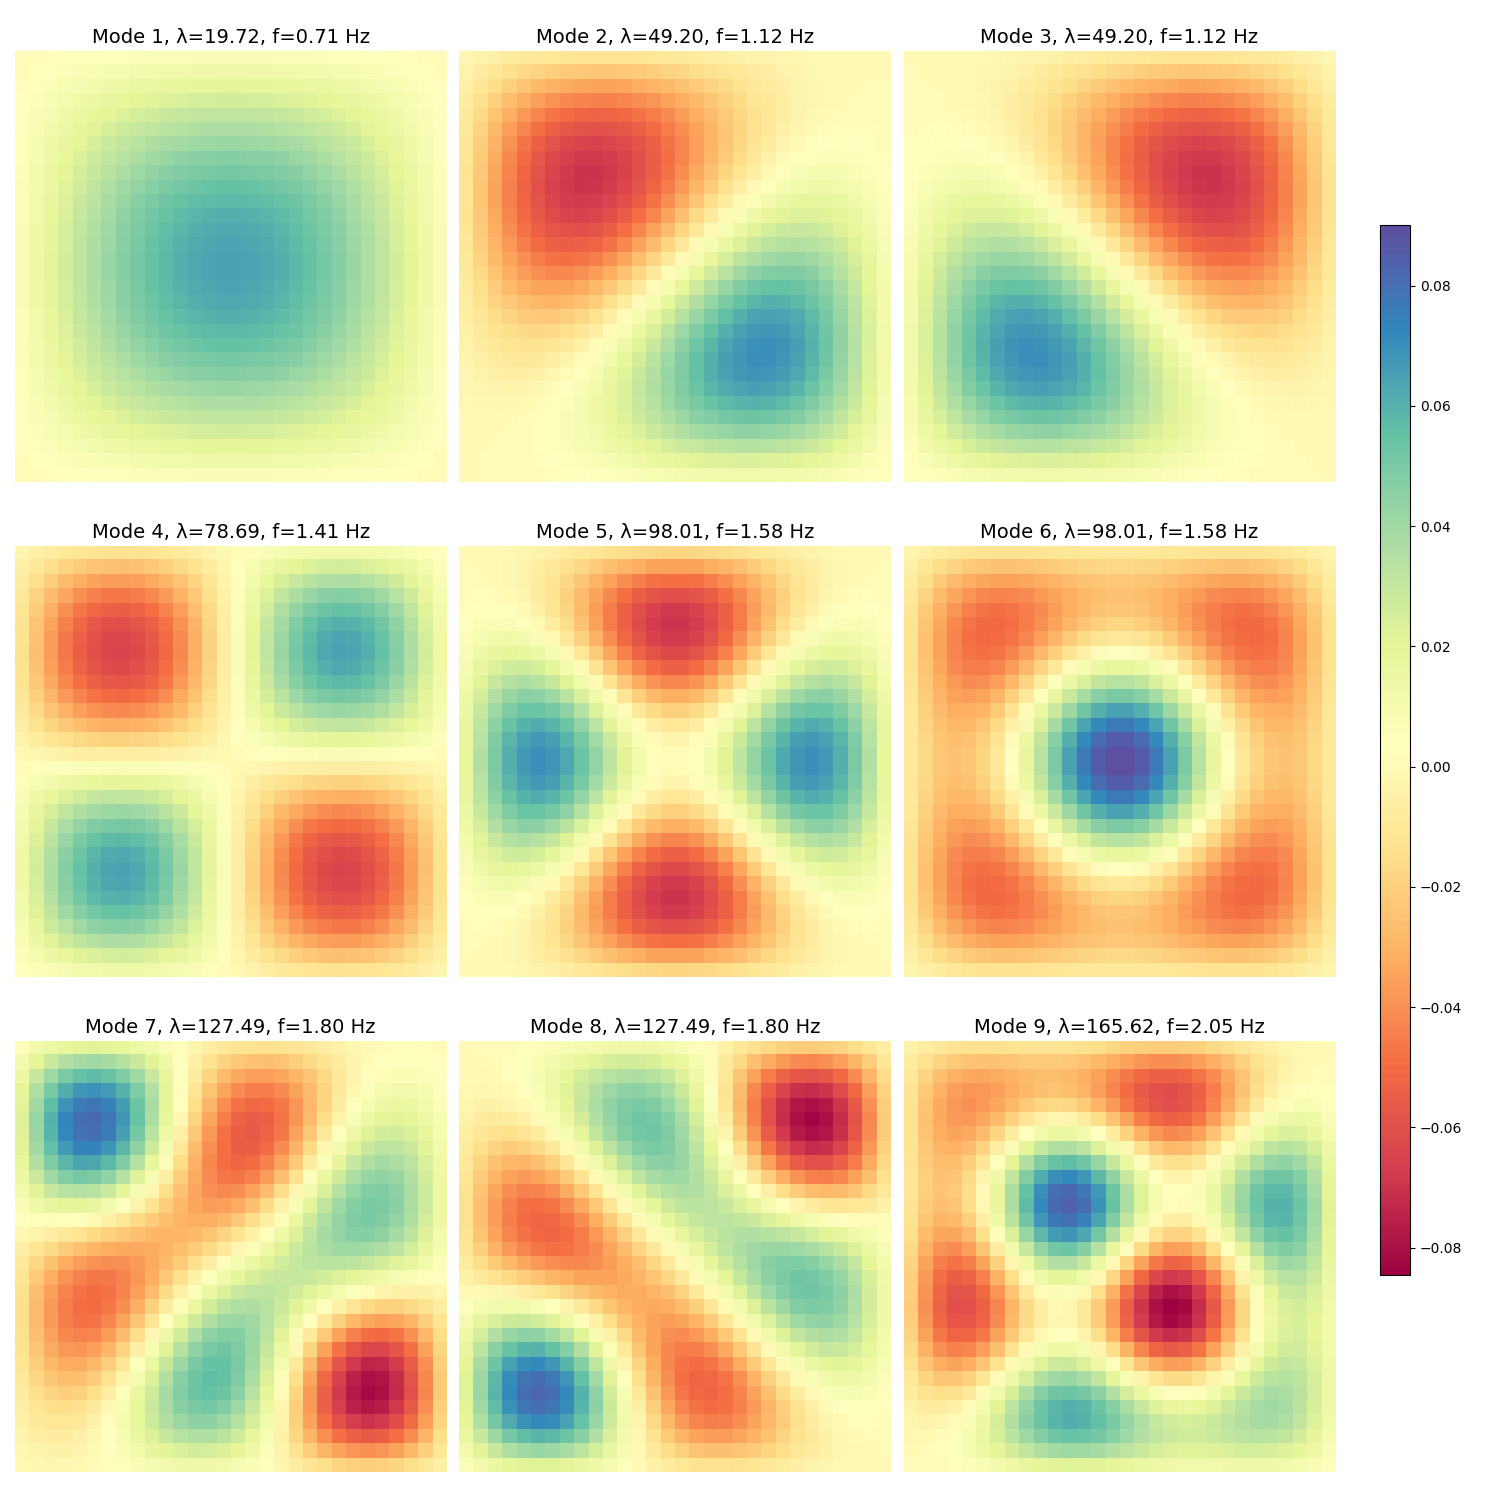 Mode 1, λ=19.72, f=0.71 Hz
Mode 2, λ=49.20, f=1.12 Hz
Mode 3, λ=49.20, f=1.12 Hz
Mode 4, λ=78.69, f=1.41 Hz
Mode 5, λ=98.01, f=1.58 Hz
Mode 6, λ=98.01, f=1.58 Hz
Mode 7, λ=127.49, f=1.80 Hz
Mode 8, λ=127.49, f=1.80 Hz
Mode 9, λ=165.62, f=2.05 Hz
0.08
0.06
0.04
0.02
0.00
−0.02
−0.04
−0.06
−0.08